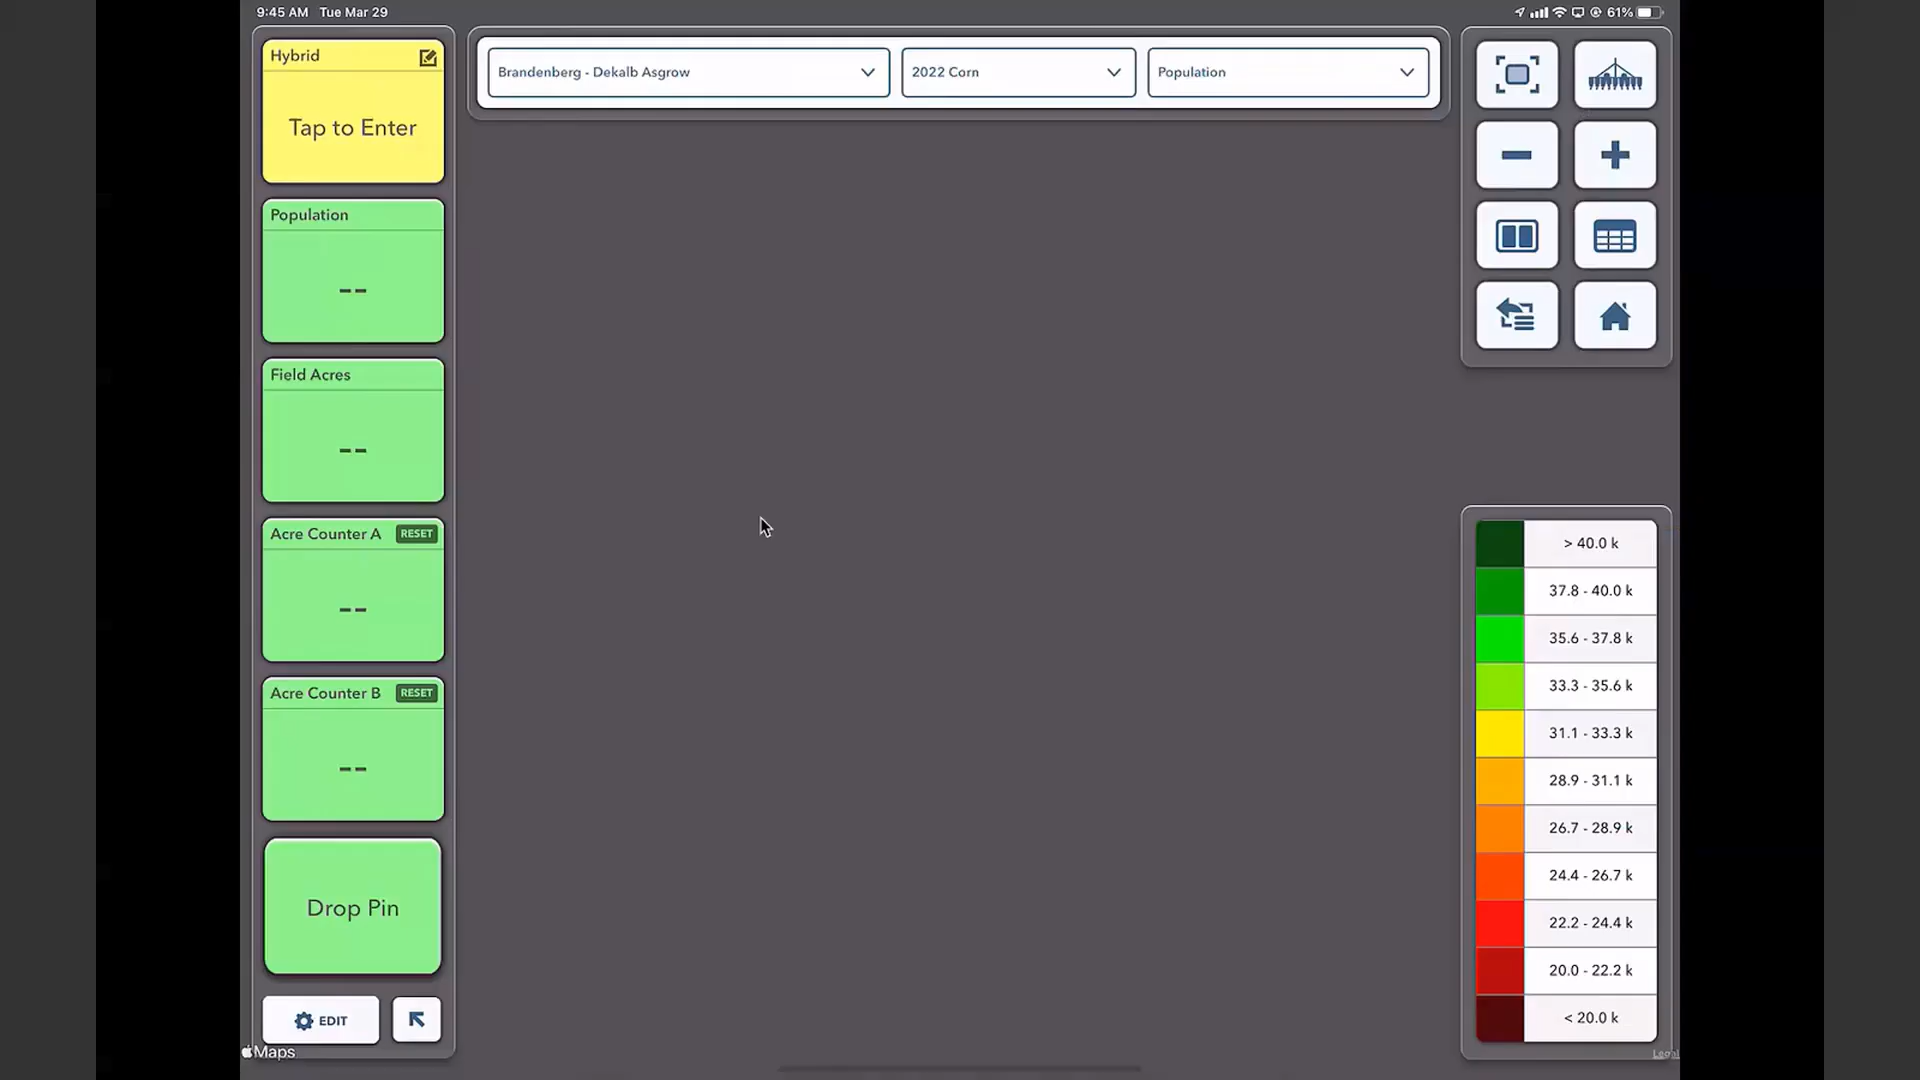 9:45 AM Tue Mar 29
61%
Hybrid
Tap to Enter
Population
--
Field Acres
--
Acre Counter A RESET
--
Acre Counter B RESET
--
Drop Pin
EDIT
Maps
Brandenberg - Dekalb Asgrow
2022 Corn
Population
> 40.0 k
37.8 - 40.0 k
35.6 - 37.8 k
33.3 - 35.6 k
31.1 - 33.3 k
28.9 - 31.1 k
26.7 - 28.9 k
24.4 - 26.7 k
22.2 - 24.4 k
20.0 - 22.2 k
< 20.0 k
Legal